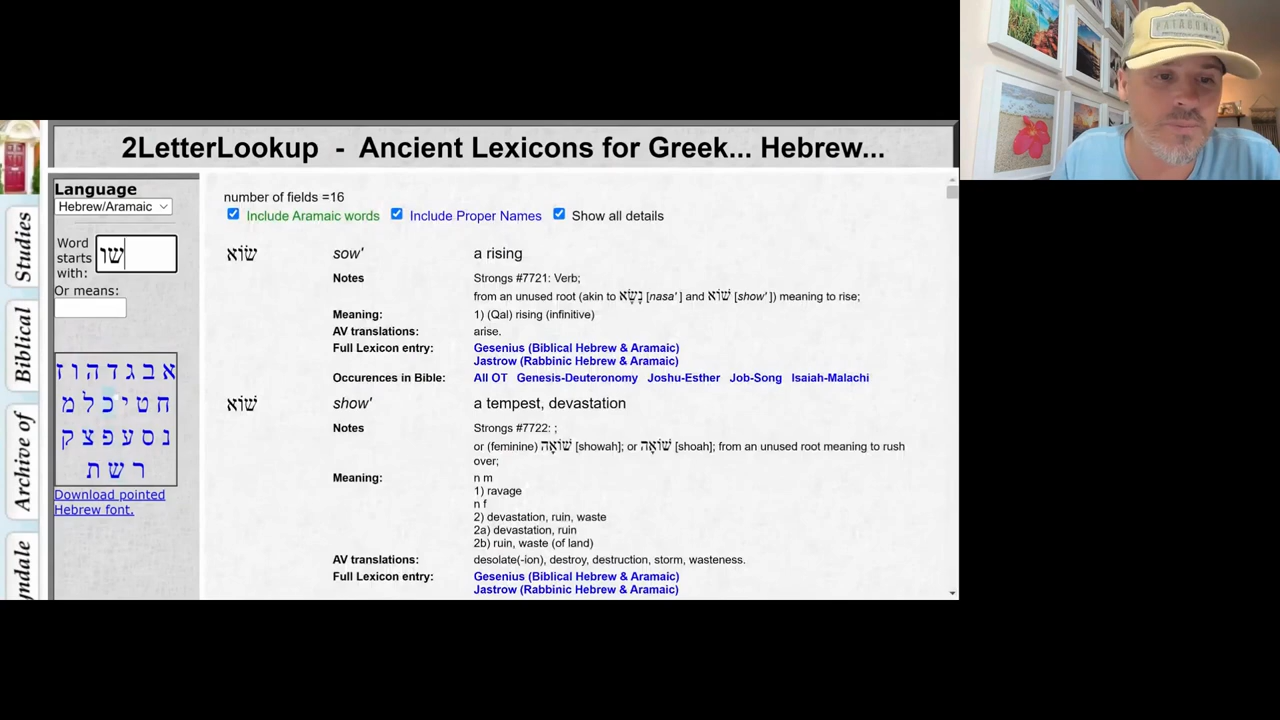 PATAGONIA
2LetterLookup - Ancient Lexicons for Greek... Hebrew...
Language
Hebrew/Aramaic
Word
starts
with:
שו
Or means:
א ב ג ד ה ו ז
ח ט י כ ל מ
נ ס ע פ צ ק
ר ש ת
Download pointed
Hebrew font.
Studies
Biblical
Archive of
yndale
number of fields =16
Include Aramaic words Include Proper Names Show all details
שׂוֹא sow' a rising
Notes Strongs #7721: Verb;
from an unused root (akin to נָשָׂא [nasa' ] and שׁוֹא [show' ]) meaning to rise;
Meaning: 1) (Qal) rising (infinitive)
AV translations: arise.
Full Lexicon entry: Gesenius (Biblical Hebrew & Aramaic)
Jastrow (Rabbinic Hebrew & Aramaic)
Occurences in Bible: All OT Genesis-Deuteronomy Joshu-Esther Job-Song Isaiah-Malachi
שׁוֹא show' a tempest, devastation
Notes Strongs #7722: ;
or (feminine) שׁוֹאָה [showah]; or שֹׁאָה [shoah]; from an unused root meaning to rush
over;
Meaning: n m
1) ravage
n f
2) devastation, ruin, waste
2a) devastation, ruin
2b) ruin, waste (of land)
AV translations: desolate(-ion), destroy, destruction, storm, wasteness.
Full Lexicon entry: Gesenius (Biblical Hebrew & Aramaic)
Jastrow (Rabbinic Hebrew & Aramaic)